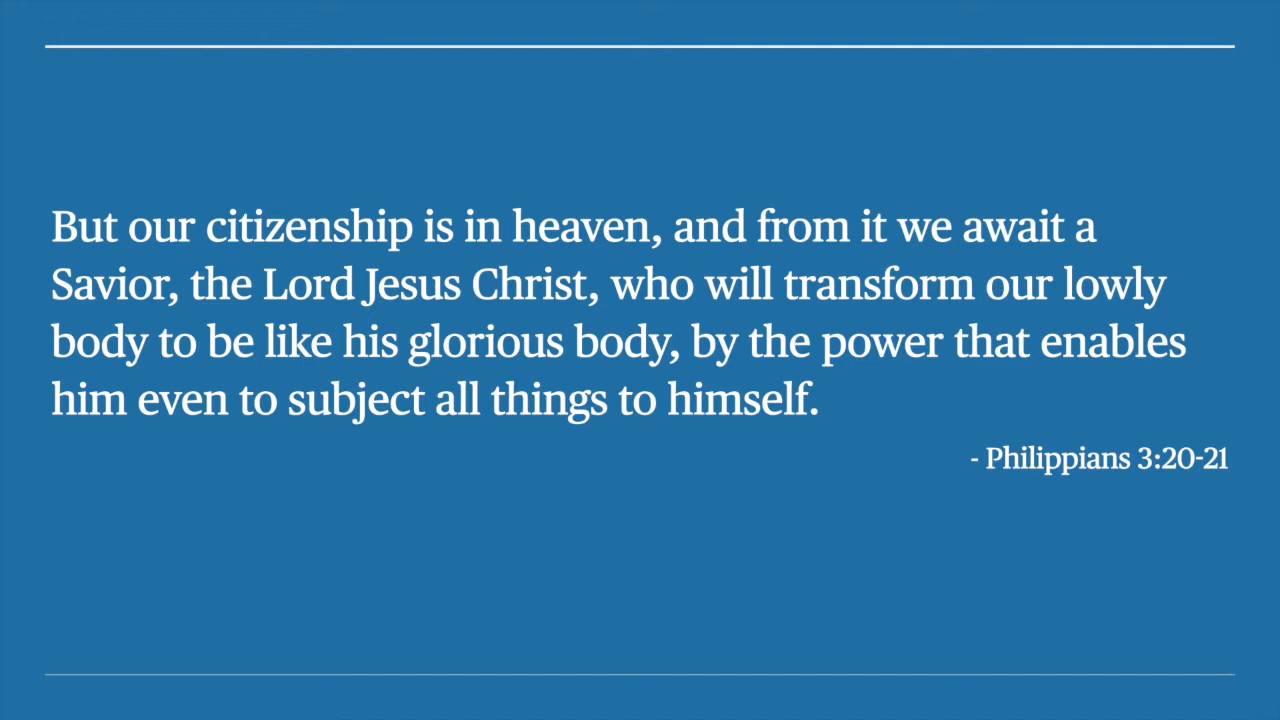 But our citizenship is in heaven, and from it we await a
Savior, the Lord Jesus Christ, who will transform our lowly
body to be like his glorious body, by the power that enables
him even to subject all things to himself.
- Philippians 3:20-21